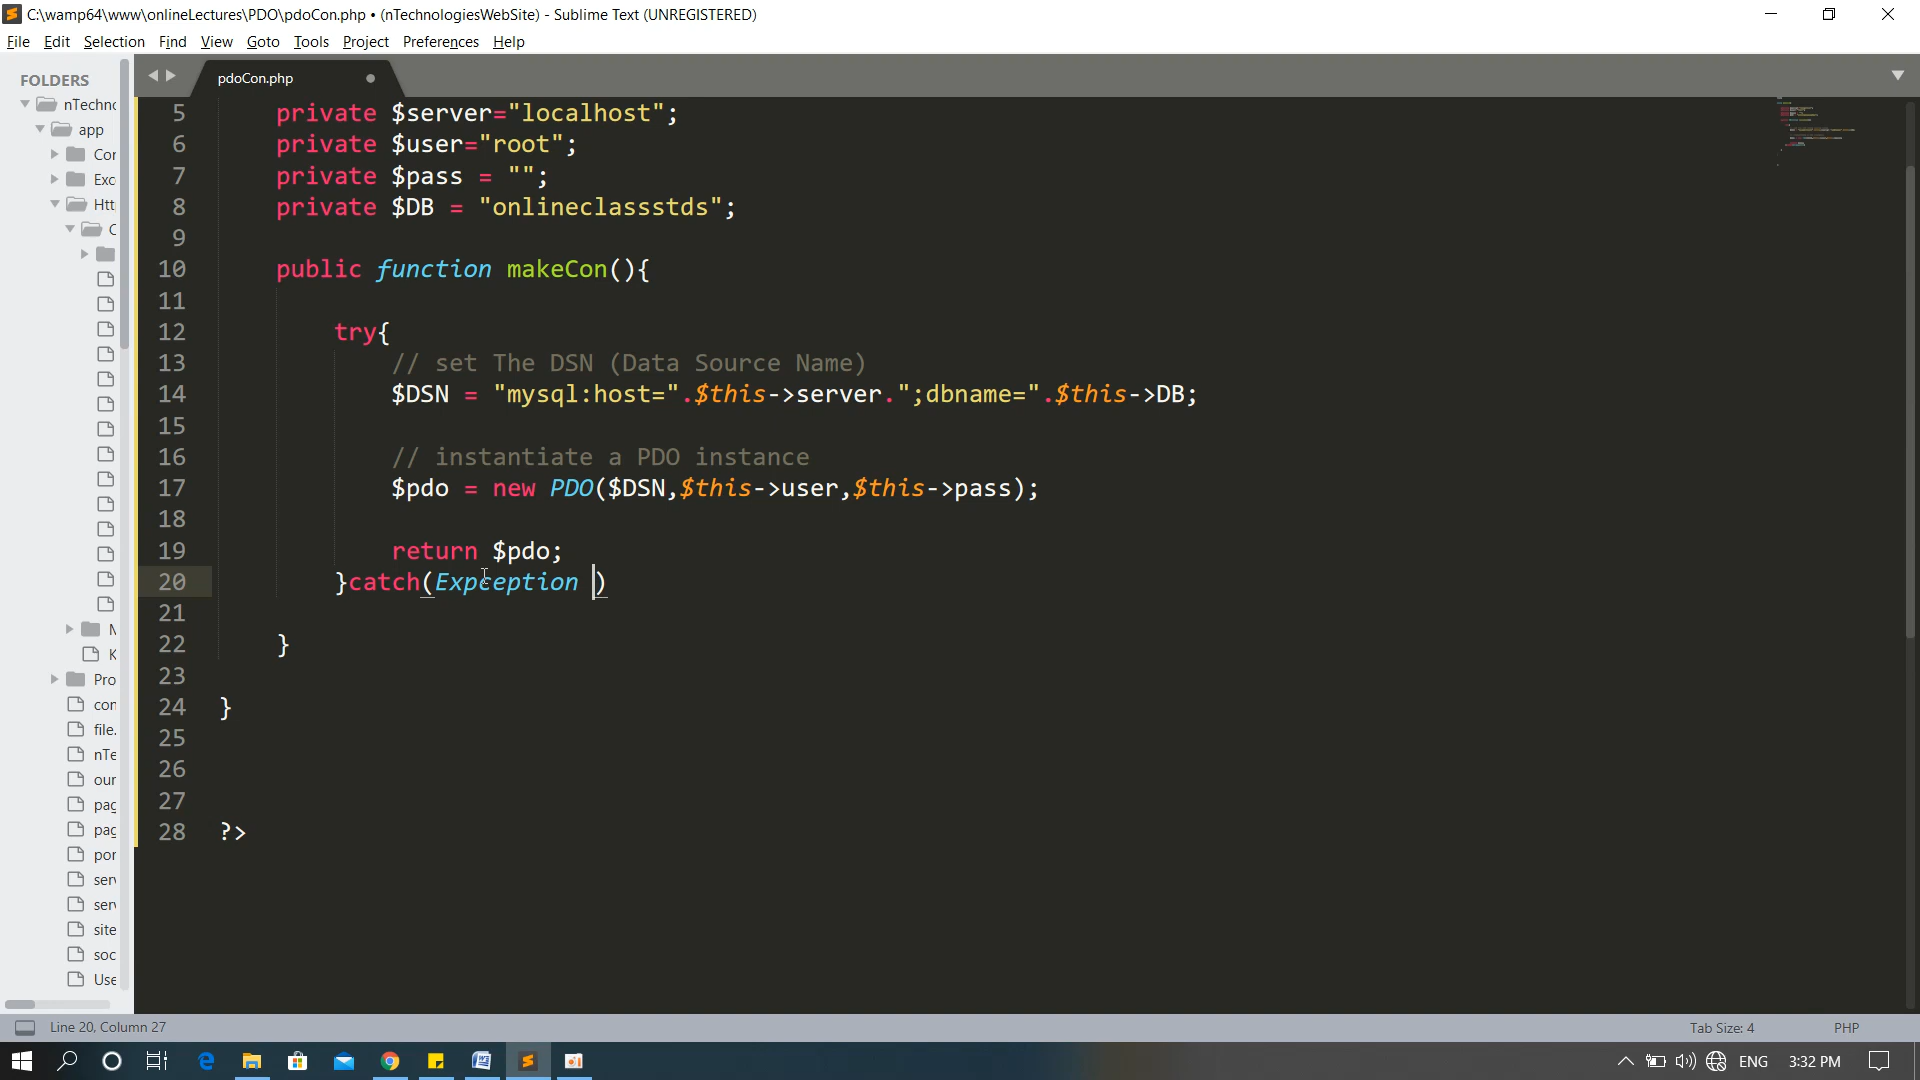 C:\wamp64\www\onlineLectures\PDO\pdoCon.php • (nTechnologiesWebSite) - Sublime Text (UNREGISTERED)
File Edit Selection Find View Goto Tools Project Preferences Help
FOLDERS
nTechno
app
Cor
Exc
Htt
C
M
K
Pro
con
file.
nTe
our
pag
pag
por
serv
serv
site
soc
Use
pdoCon.php
5 private $server="localhost";
6 private $user="root";
7 private $pass = "";
8 private $DB = "onlineclassstds";
9
10 public function makeCon(){
11
12 try{
13 // set The DSN (Data Source Name)
14 $DSN = "mysql:host=".$this->server.";dbname=".$this->DB;
15
16 // instantiate a PDO instance
17 $pdo = new PDO($DSN,$this->user,$this->pass);
18
19 return $pdo;
20 }catch(Expception )
21
22 }
23
24 }
25
26
27
28 ?>
Line 20, Column 27
Tab Size: 4 PHP
ENG 3:32 PM